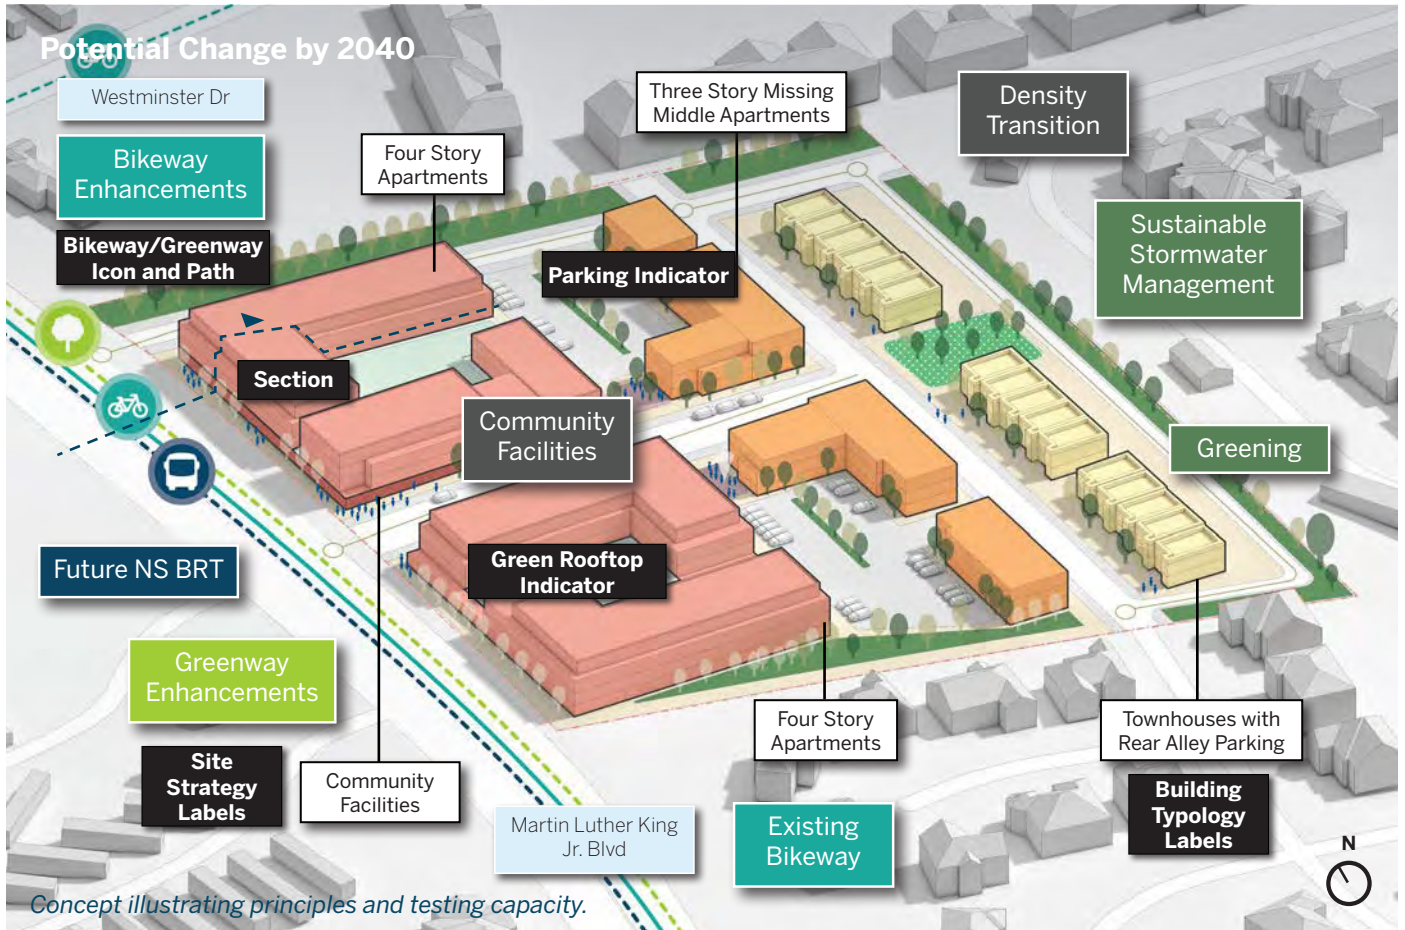 Potential Change by 2040
Westminster Dr
Bikeway
Enhancements
Bikeway/Greenway
Icon and Path
Four Story
Apartments
Three Story Missing
Middle Apartments
Density
Transition
Sustainable
Stormwater
Management
Parking Indicator
Section
Community
Facilities
Greening
Green Rooftop
Indicator
Future NS BRT
Greenway
Enhancements
Site
Strategy
Labels
Community
Facilities
Four Story
Apartments
Townhouses with
Rear Alley Parking
Building
Typology
Labels
Martin Luther King
Jr. Blvd
Existing
Bikeway
N
Concept illustrating principles and testing capacity.